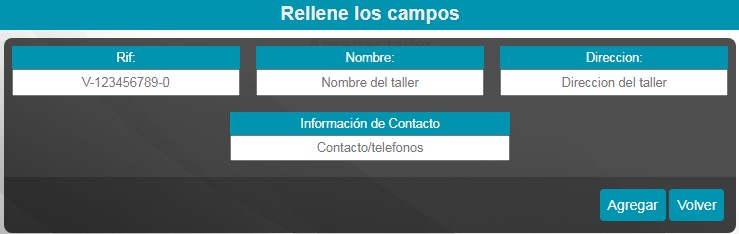 Rellene los campos
Rif: Nombre: Direccion:
V-123456789-0 Nombre del taller Direccion del taller
Información de Contacto
Contacto/telefonos
Agregar Volver